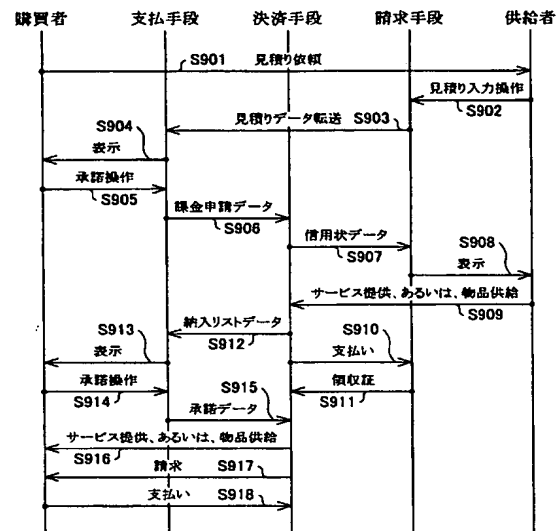 購買者 支払手段 決済手段 請求手段 供給者
S901 見積り依頼
見積り入力操作
S902
見積りデータ転送 S903
S904
表示
承諾操作
S905
課金申請データ
S906
信用状データ
S907
S908
表示
サービス提供、あるいは、物品供給
S909
納入リストデータ
S912
S910
支払い
S913
表示
領収証
S911
承諾操作
S914
S915
承諾データ
サービス提供、あるいは、物品供給
S916
請求 S917
支払い S918